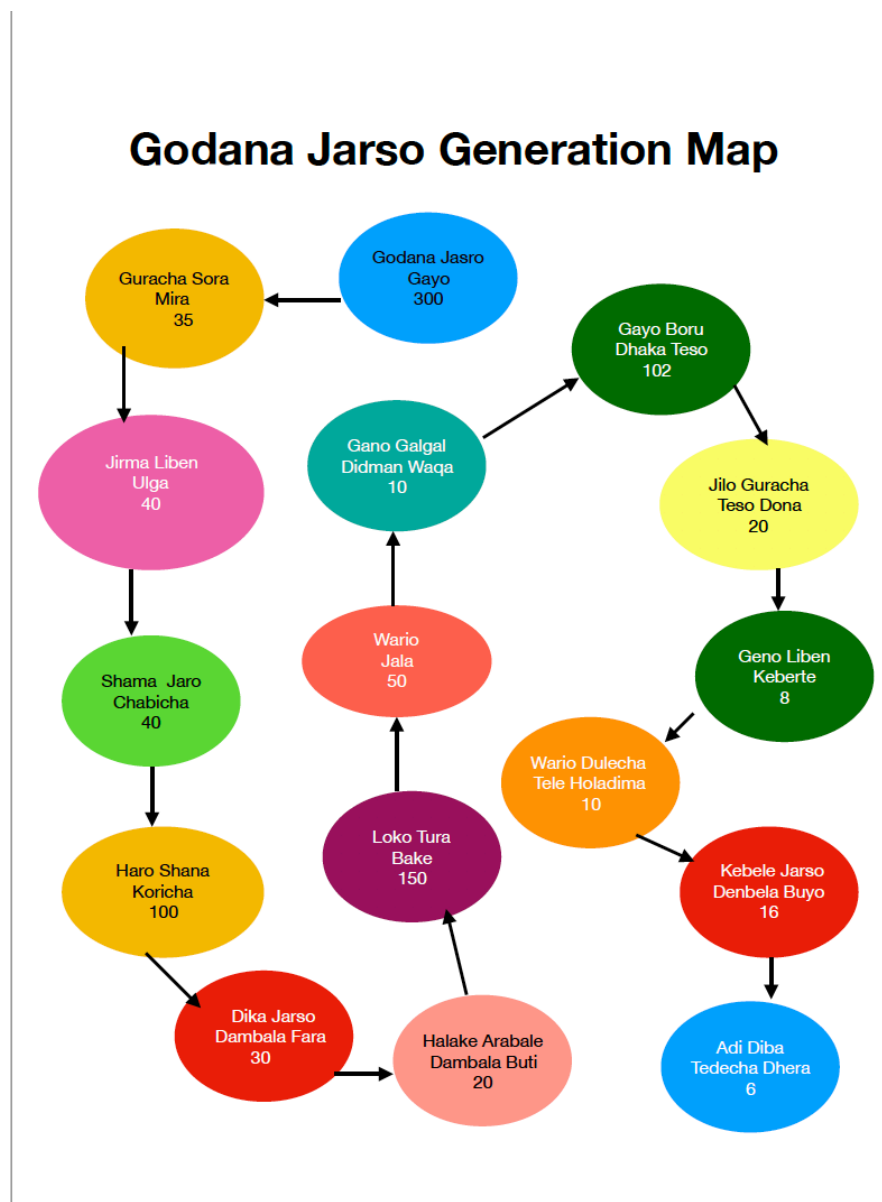 Godana Jarso Generation Map
Godana Jasro
Gayo
300
Guracha Sora
Mira
35
Jirma Liben
Ulga
40
Shama  Jaro
Chabicha
40
Haro Shana
Koricha
100
Dika Jarso
Dambala Fara
30
Halake Arabale
Dambala Buti
20
Loko Tura
Bake
150
Wario
Jala
50
Gano Galgal
Didman Waqa
10
Gayo Boru
Dhaka Teso
102
Jilo Guracha
Teso Dona
20
Geno Liben
Keberte
8
Wario Dulecha
Tele Holadima
10
Kebele Jarso
Denbela Buyo
16
Adi Diba
Tedecha Dhera
6